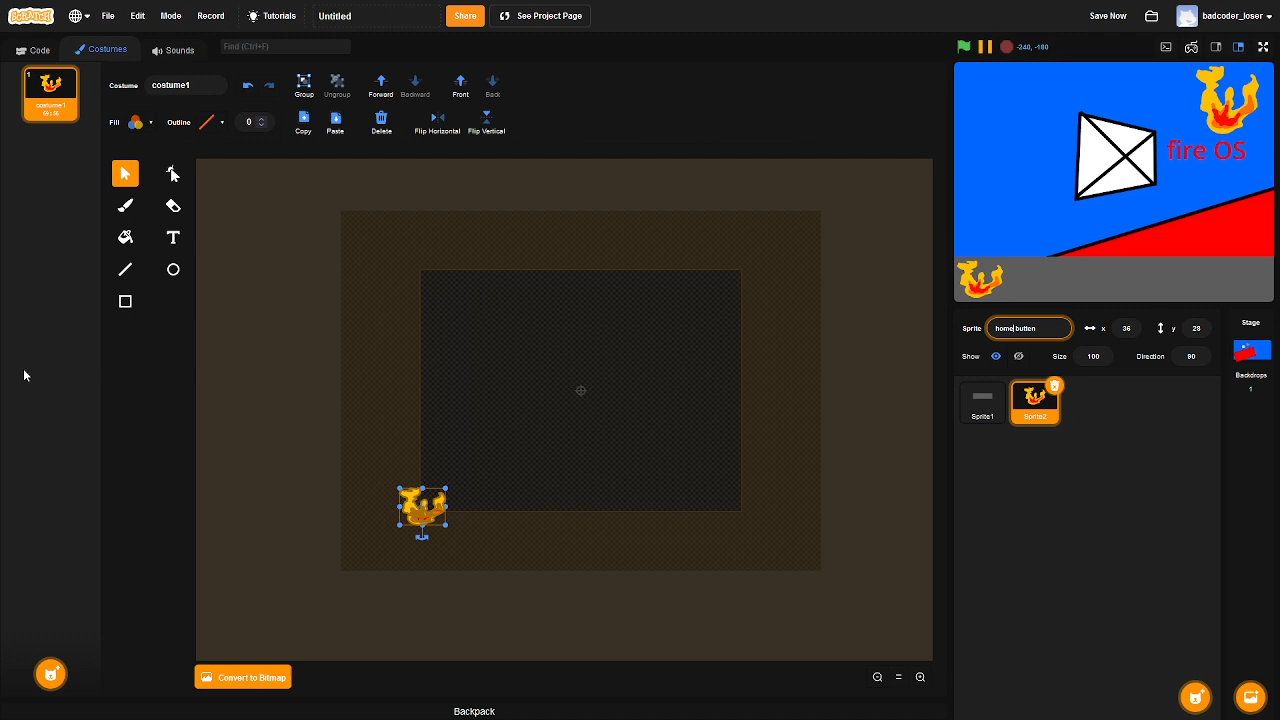 SCRATCH File Edit Mode Record Tutorials Untitled Share See Project Page Save Now badcoder_loser
Code Costumes Sounds Find (Ctrl+F) -240, -180
1
costume1
Costume costume1 Group Ungroup Forward Backward Front Back
Fill Outline 0 Copy Paste Delete Flip Horizontal Flip Vertical
T
fire OS
Sprite home butten x 36 y 28
Show Size 100 Direction 90
Sprite1
Sprite2
Stage
Backdrops
1
Convert to Bitmap
Backpack